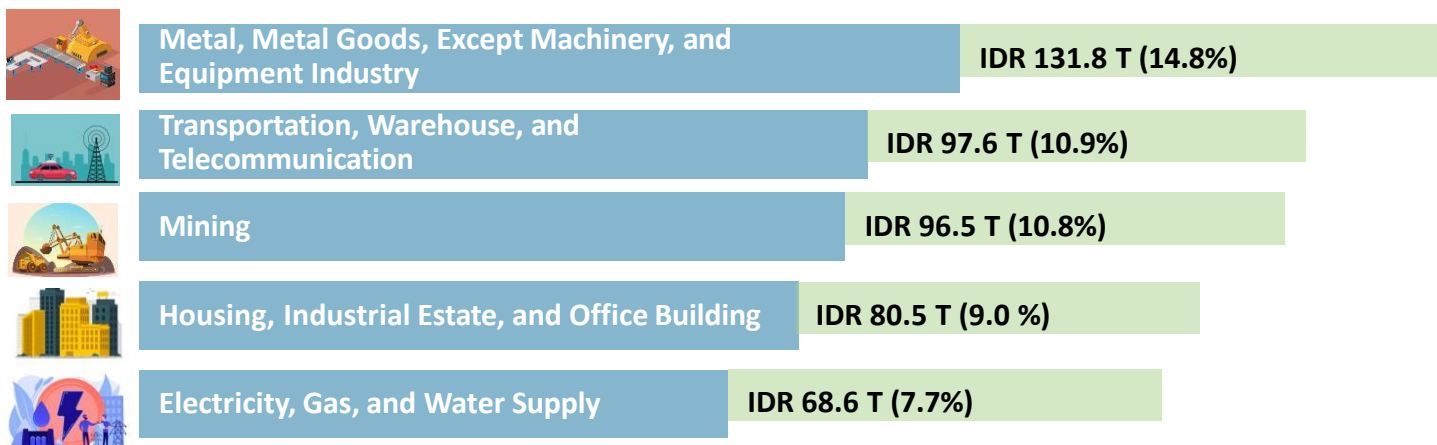 Metal, Metal Goods, Except Machinery, and
Equipment Industry
IDR 131.8 T (14.8%)
Transportation, Warehouse, and
Telecommunication
IDR 97.6 T (10.9%)
Mining
IDR 96.5 T (10.8%)
Housing, Industrial Estate, and Office Building
IDR 80.5 T (9.0 %)
Electricity, Gas, and Water Supply
IDR 68.6 T (7.7%)